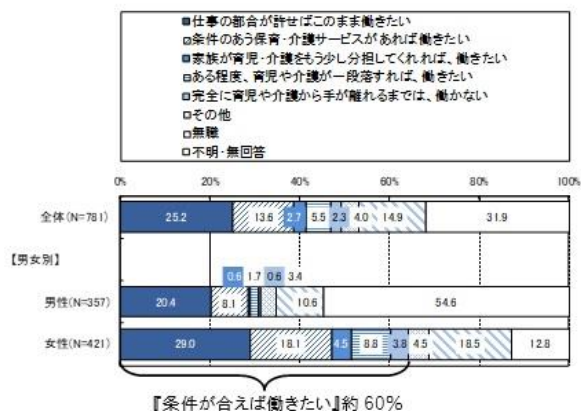 ■仕事の都合が許せばこのまま働きたい
□条件のあう保育・介護サービスがあれば働きたい
■家族が育児・介護をもう少し分担してくれれば、働きたい
□ある程度、育児や介護が一段落すれば、働きたい
■完全に育児や介護から手が離れるまでは、働かない
□その他
□無職
□不明・無回答
0% 20% 40% 60% 80% 100%
全体(N=781) 25.2 13.6 2.7 5.5 2.3 4.0 14.9 31.9
【男女別】
0.6 1.7 0.6 3.4
男性(N=357) 20.4 8.1 10.6 54.6
女性(N=421) 29.0 18.1 4.5 8.8 3.8 4.5 18.5 12.8
『条件が合えば働きたい』約60%